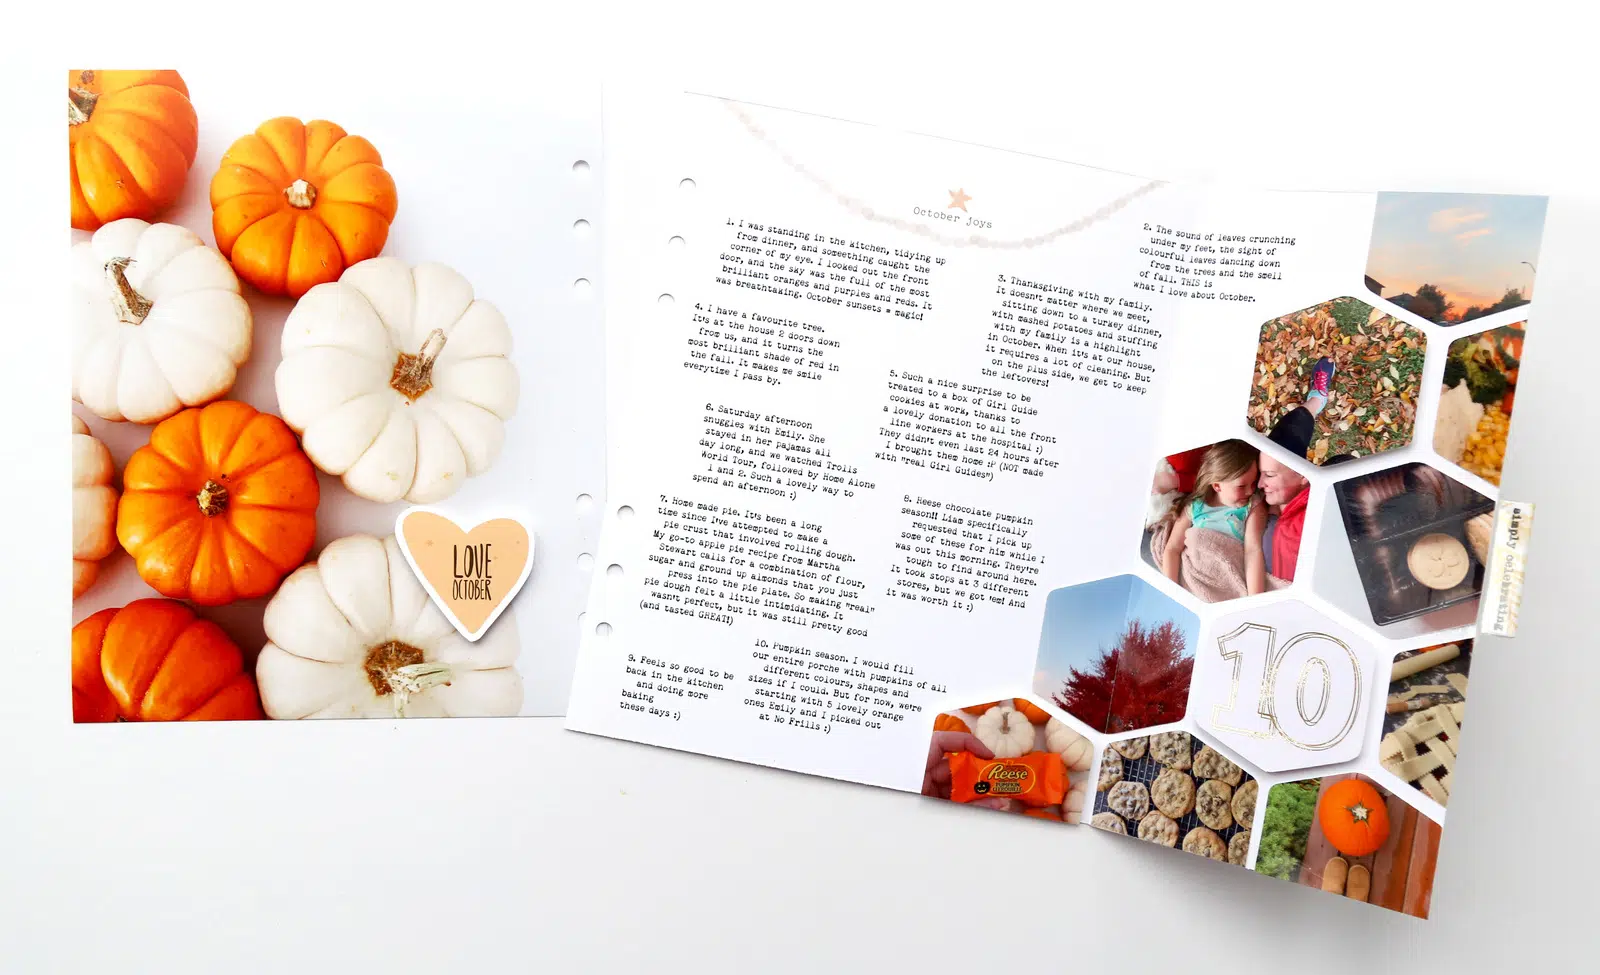 LOVE
OCTOBER
October joys
1. I was standing in the kitchen, tidying up
from dinner, and someething caught the
corner of my eye. I looked out the front
door, and the sky was the full of the most
brilliant oranges and purples and reds. It
was breathtaking. October sunsets = magic!
2. The sound of leaves crunching
under my feet, the sight of
colourful leaves dancing down
from the trees and the smell
of fall. THIS is
what I love about October.
3. Thanksgiving with my family.
It doesn't matter where we meet,
sitting down to a turkey dinner,
with mashed potatoes and stuffing
with my family is a highlight
in October. When it's at our house,
it requires a lot of cleaning. But
on the plus side, we get to keep
the leftovers!
4. I have a favourite tree.
It's at the house 2 doors down
from us, and it turns the
most brilliant shade of red in
the fall. It makes me smile
everytime I pass by.
5. Such a nice surprise to be
treated to a box of Girl Guide
cookies at work, thanks to
a lovely donation to all the front
line workers at the hospital :)
They didn't even last 24 hours after
I brought them home :P (NOT made
with "real Girl Guides")
6. Saturday afternoon
snuggles with Emily. She
stayed in her pajamas all
day long, and we watched Trolls
World Tour, followed by Home Alone
1 and 2. Such a lovely way to
spend an afternoon :)
7. Home made pie. It's been a long
time since I've attempted to make a
pie crust that involved rolling dough.
My go-to apple pie recipe from Martha
Stewart calls for a combination of flour,
sugar and ground up almonds that you just
press into the pie plate. So making "real"
pie dough felt a little intimidating. It
wasn't perfect, but it was still pretty good
(and tasted GREAT!)
8. Reese chocolate pumpkin
season!! Liam specifically
requested that I pick up
some of these for him while I
was out this morning. They're
tough to find around here.
It took stops at 3 different
stores, but we got 'em! And
it was worth it :)
9. Feels so good to be
back in the kitchen
and doing more
baking
these days :)
10. Pumpkin season. I would fill
our entire porche with pumpkins of all
different colours, shapes and
sizes if I could. But for now, we're
starting with 5 lovely orange
ones Emily and I picked out
at No Frills :)
simply celebrating
10
Reese
PUMPKIN